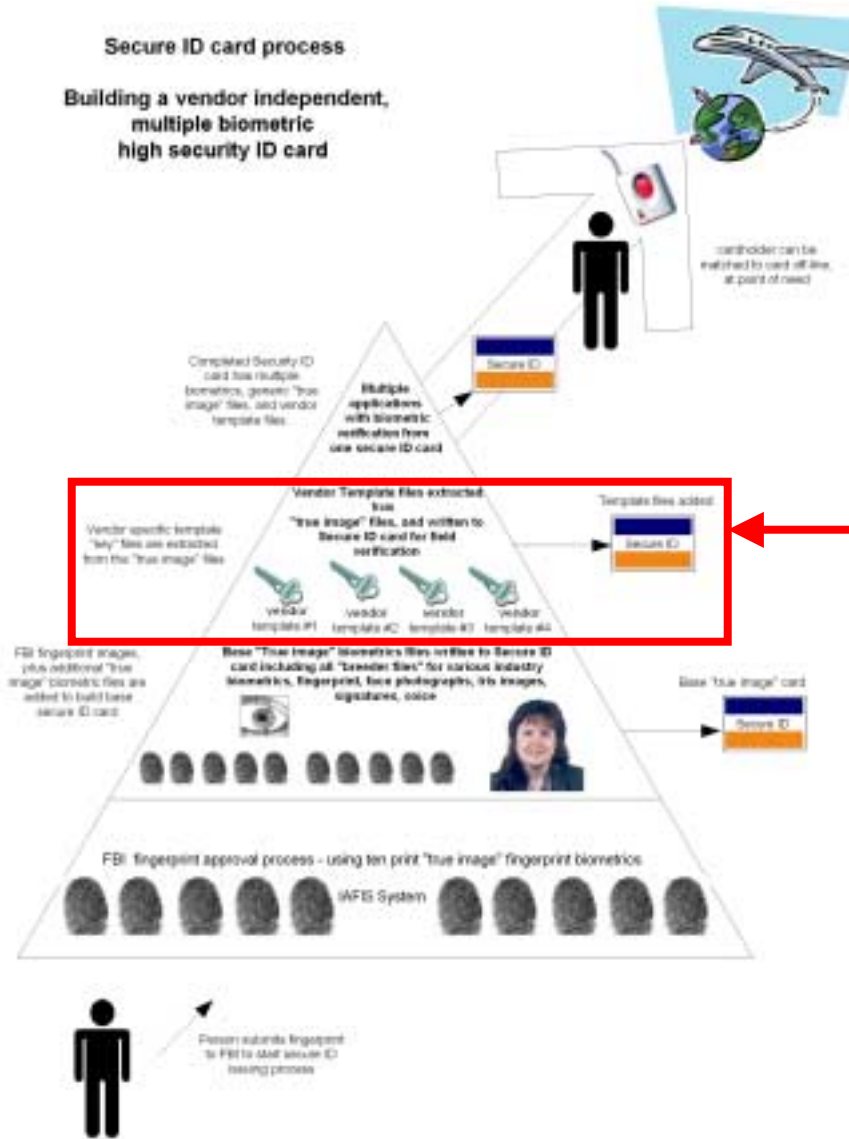 Secure ID card process
Building a vendor independent,
multiple biometric
high security ID card
cardholder can be
matched to card off-line,
at point of need
Completed Security ID
card has multiple
biometrics, generic "true
image" files, and vendor
template files
Secure ID
Multiple
applications
with biometric
verification from
one secure ID card
Vendor Template files extracted
"true image" files, and written to
Secure ID card for field
verification
Template files added
Secure ID
Vendor specific template
"key" files are extracted
from the "true image" files
vendor
template #1
vendor
template #2
vendor
template #3
vendor
template #4
FBI fingerprint images,
plus additional "true
image" biometric files are
added to build base
secure ID card
Base "True Image" biometrics files written to Secure ID
card including all "breeder files" for various industry
biometrics, fingerprint, face photographs, iris images,
signatures, voice
Base "true image" card
Secure ID
FBI fingerprint approval process - using ten print "true image" fingerprint biometrics
IAFIS System
Person submits fingerprint
to FBI to start secure ID
issuing process